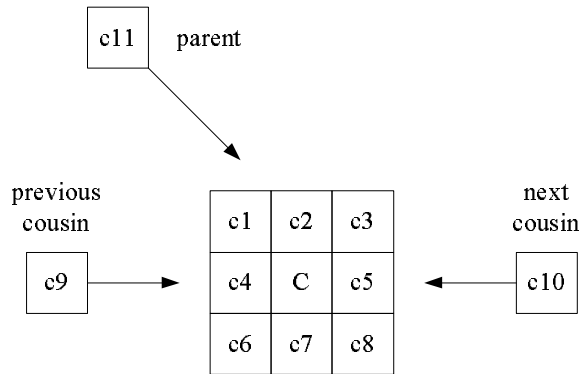 c11 parent
previous
cousin
next
cousin
c1 c2 c3
c9 c4 C c5 c10
c6 c7 c8